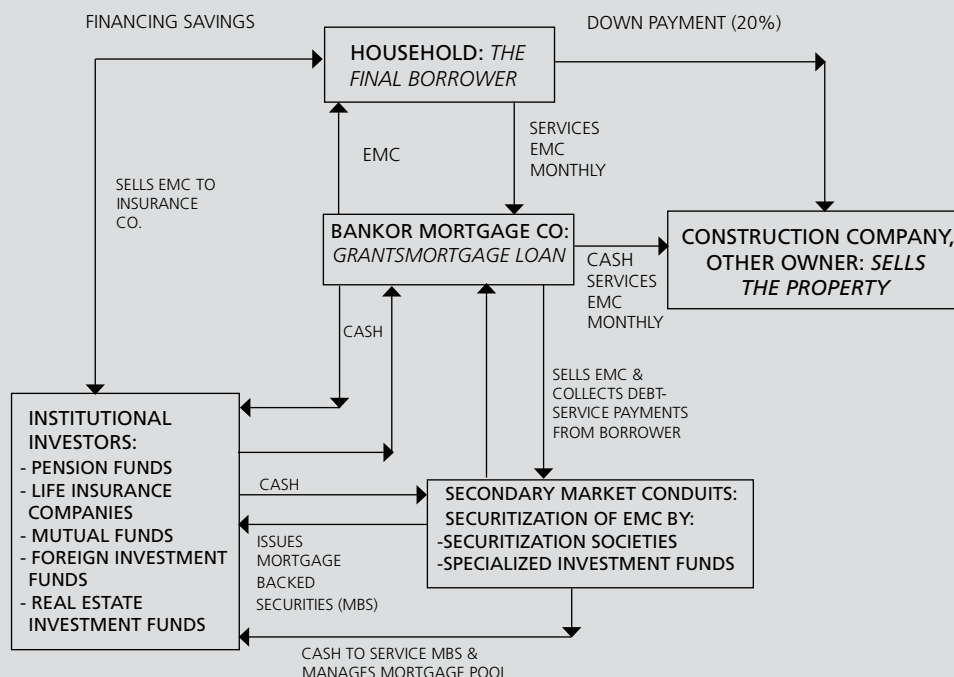 FINANCING SAVINGS
DOWN PAYMENT (20%)
HOUSEHOLD: THE
FINAL BORROWER
EMC
SERVICES
EMC
MONTHLY
SELLS EMC TO
INSURANCE
CO.
BANKOR MORTGAGE CO:
GRANTSMORTGAGE LOAN
CASH
SERVICES
EMC
MONTHLY
CONSTRUCTION COMPANY,
OTHER OWNER: SELLS
THE PROPERTY
CASH
SELLS EMC &
COLLECTS DEBT-
SERVICE PAYMENTS
FROM BORROWER
INSTITUTIONAL
INVESTORS:
- PENSION FUNDS
- LIFE INSURANCE
COMPANIES
- MUTUAL FUNDS
- FOREIGN INVESTMENT
FUNDS
- REAL ESTATE
INVESTMENT FUNDS
CASH
ISSUES
MORTGAGE
BACKED
SECURITIES (MBS)
SECONDARY MARKET CONDUITS:
SECURITIZATION OF EMC BY:
-SECURITIZATION SOCIETIES
-SPECIALIZED INVESTMENT FUNDS
CASH TO SERVICE MBS &
MANAGES MORTGAGE POOL